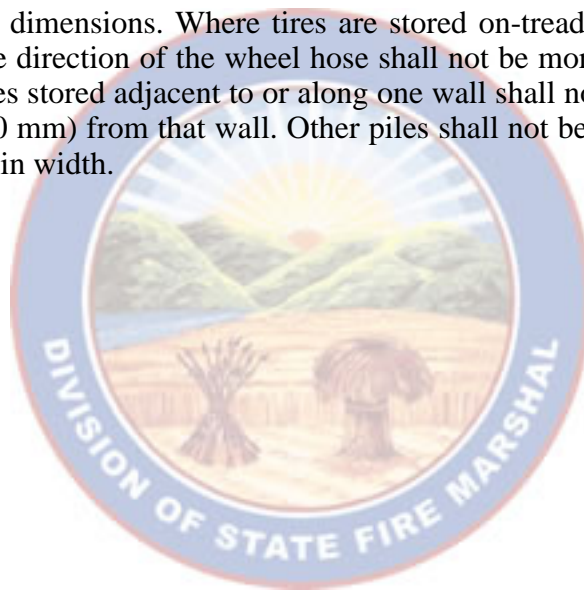 dimensions. Where tires are stored on-tread
e direction of the wheel hose shall not be mor
es stored adjacent to or along one wall shall no
0 mm) from that wall. Other piles shall not be
in width.
DIVISION OF STATE FIRE MARSHAL